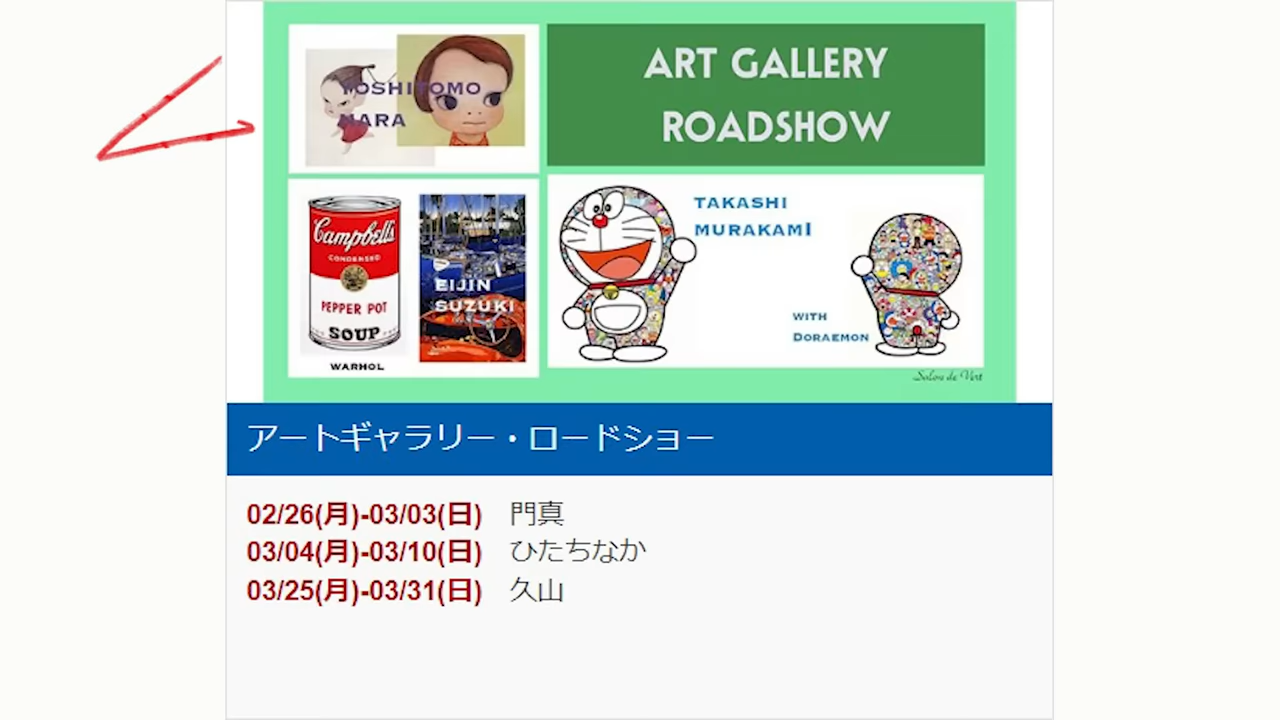 YOSHITOMO
NARA
ART GALLERY
ROADSHOW
Campbell's
CONDENSED
PEPPER POT
SOUP
WARHOL
EIJIN
SUZUKI
TAKASHI
MURAKAMI
WITH
DORAEMON
Salon de Vert
アートギャラリー・ロードショー
02/26(月)-03/03(日) 門真
03/04(月)-03/10(日) ひたちなか
03/25(月)-03/31(日) 久山